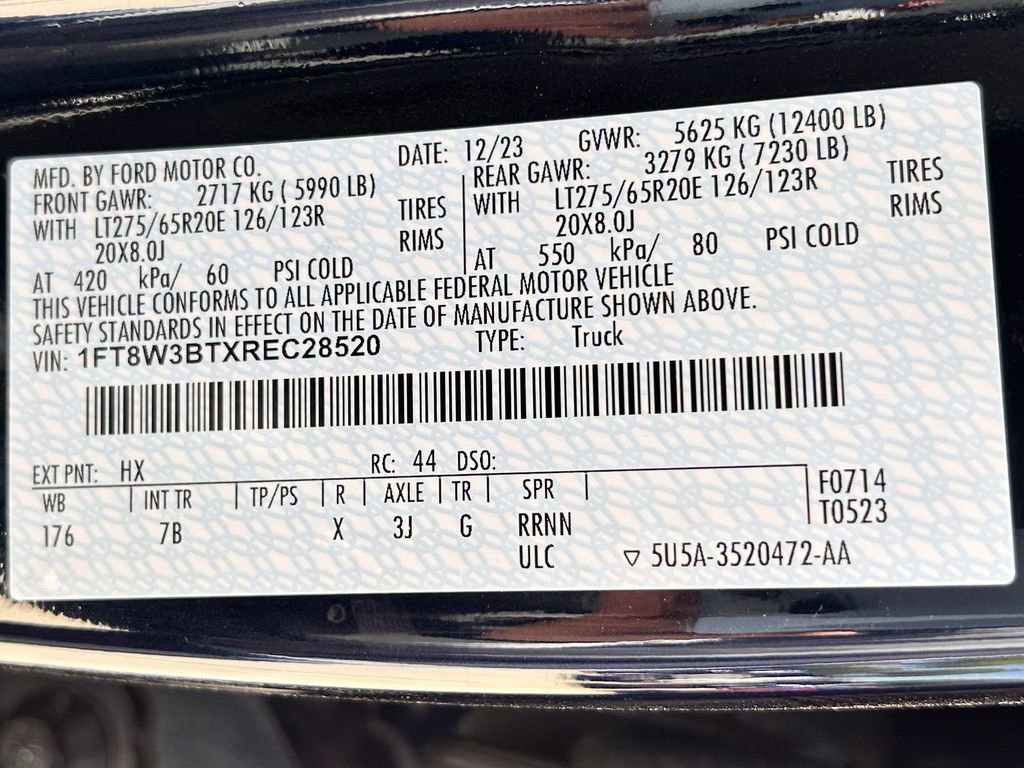 MFD. BY FORD MOTOR CO. DATE: 12/23 GVWR: 5625 KG (12400 LB)
FRONT GAWR: 2717 KG ( 5990 LB) REAR GAWR: 3279 KG ( 7230 LB)
WITH LT275/65R20E 126/123R TIRES WITH LT275/65R20E 126/123R TIRES
20X8.0J RIMS 20X8.0J RIMS
AT 420 kPa/ 60 PSI COLD AT 550 kPa/ 80 PSI COLD
THIS VEHICLE CONFORMS TO ALL APPLICABLE FEDERAL MOTOR VEHICLE
SAFETY STANDARDS IN EFFECT ON THE DATE OF MANUFACTURE SHOWN ABOVE.
VIN: 1FT8W3BTXREC28520 TYPE: Truck
EXT PNT: HX RC: 44 DSO:
WB INT TR TP/PS R AXLE TR SPR F0714
176 7B X 3J G RRNN T0523
ULC ▽ 5U5A-3520472-AA